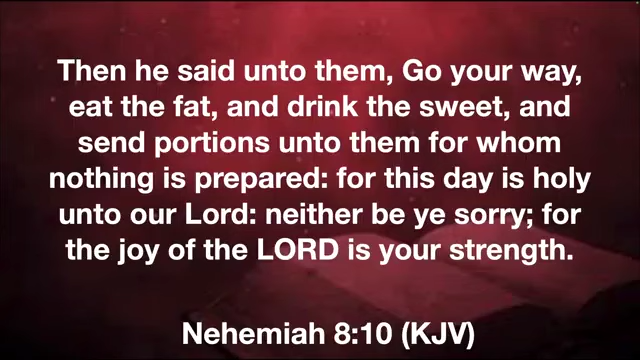 Then he said unto them, Go your way,
eat the fat, and drink the sweet, and
send portions unto them for whom
nothing is prepared: for this day is holy
unto our Lord: neither be ye sorry; for
the joy of the LORD is your strength.
Nehemiah 8:10 (KJV)